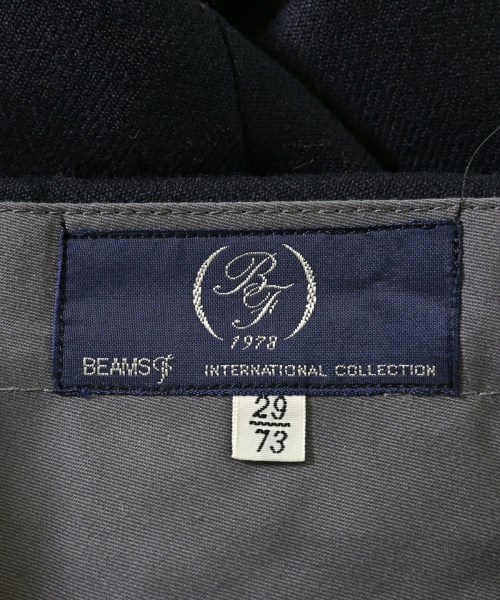 BF
1978
BEAMS F INTERNATIONAL COLLECTION
29
73